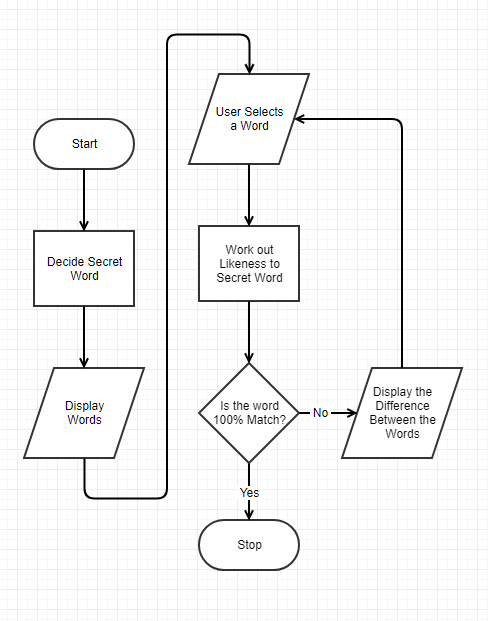 Start
Decide Secret
Word
Display
Words
User Selects
a Word
Work out
Likeness to
Secret Word
Is the word
100% Match?
No
Display the
Difference
Between the
Words
Yes
Stop